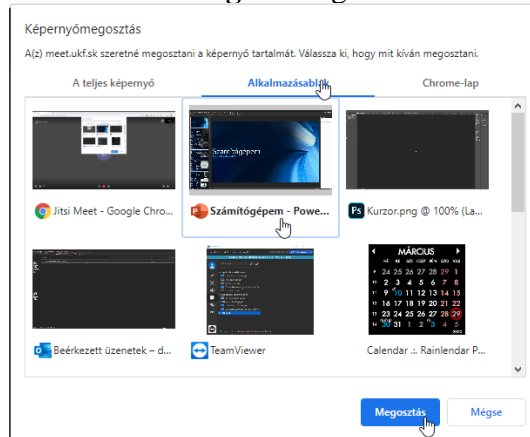 Képernyőmegosztás
A(z) meet.ukf.sk szeretné megosztani a képernyő tartalmát. Válassza ki, hogy mit kíván megosztani.
A teljes képernyő
Alkalmazásablak
Chrome-lap
Számítógépem
Jitsi Meet - Google Chro...
Számítógépem - Powe...
Ps
Kurzor.png @ 100% (La...
MÁRCIUS
24 25 26 27 28 29 1
2 3 4 5 6 7 8
9 10 11 12 13 14 15
16 17 18 19 20 21 22
23 24 25 26 27 28 29
30 31 1 2 3 4 5
Beérkezett üzenetek – d...
TeamViewer
Calendar .:. Rainlendar P...
Megosztás
Mégse